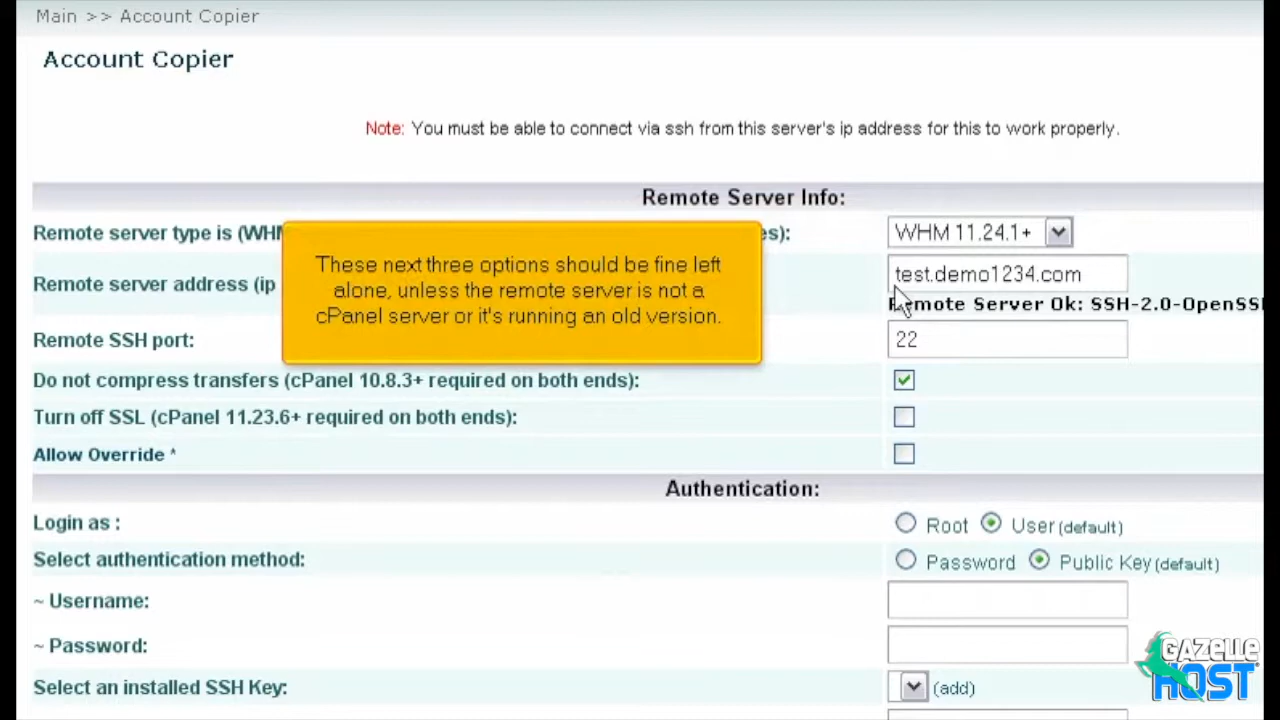 Main >> Account Copier
Account Copier
Note: You must be able to connect via ssh from this server's ip address for this to work properly.
Remote Server Info:
Remote server type is (WHM es): WHM 11.24.1+
These next three options should be fine left
alone, unless the remote server is not a
cPanel server or it's running an old version.
Remote server address (ip test.demo1234.com
Remote Server Ok: SSH-2.0-OpenSSH
Remote SSH port: 22
Do not compress transfers (cPanel 10.8.3+ required on both ends):
Turn off SSL (cPanel 11.23.6+ required on both ends):
Allow Override *
Authentication:
Login as : Root User (default)
Select authentication method: Password Public Key (default)
~ Username:
~ Password:
Select an installed SSH Key: (add)
GAZELLE
HOST